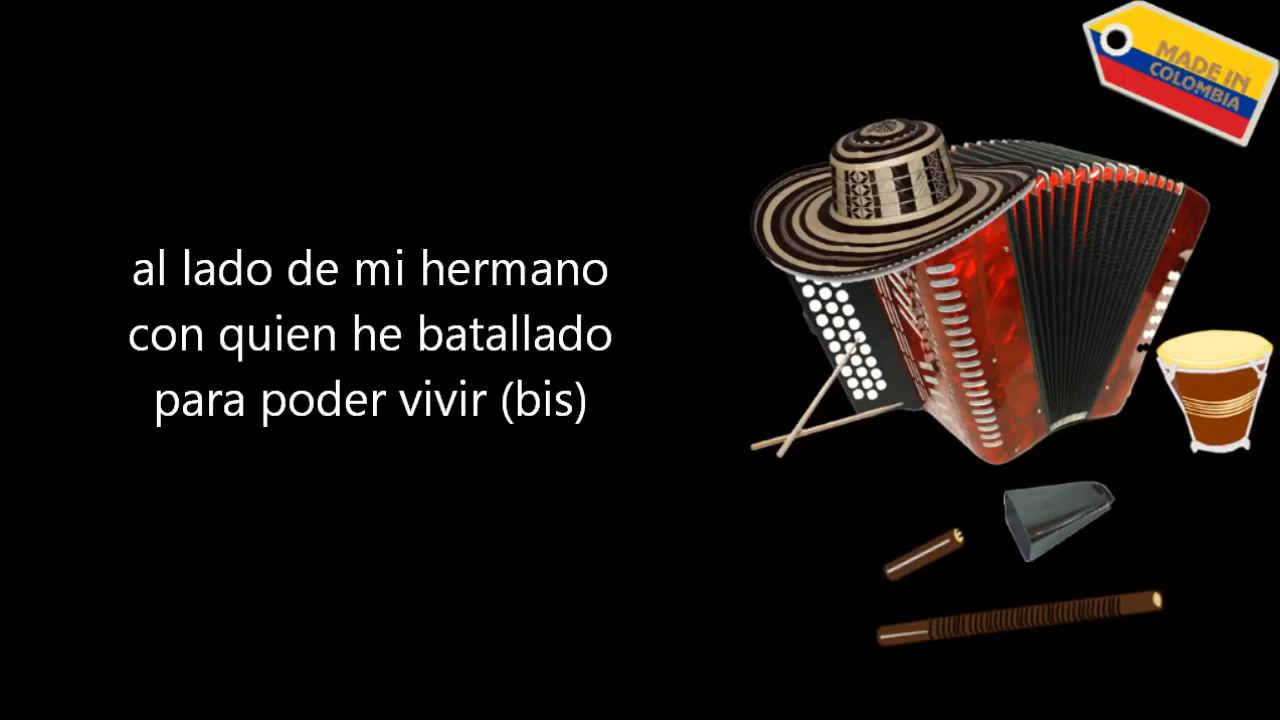 MADE IN
COLOMBIA
al lado de mi hermano
con quien he batallado
para poder vivir (bis)